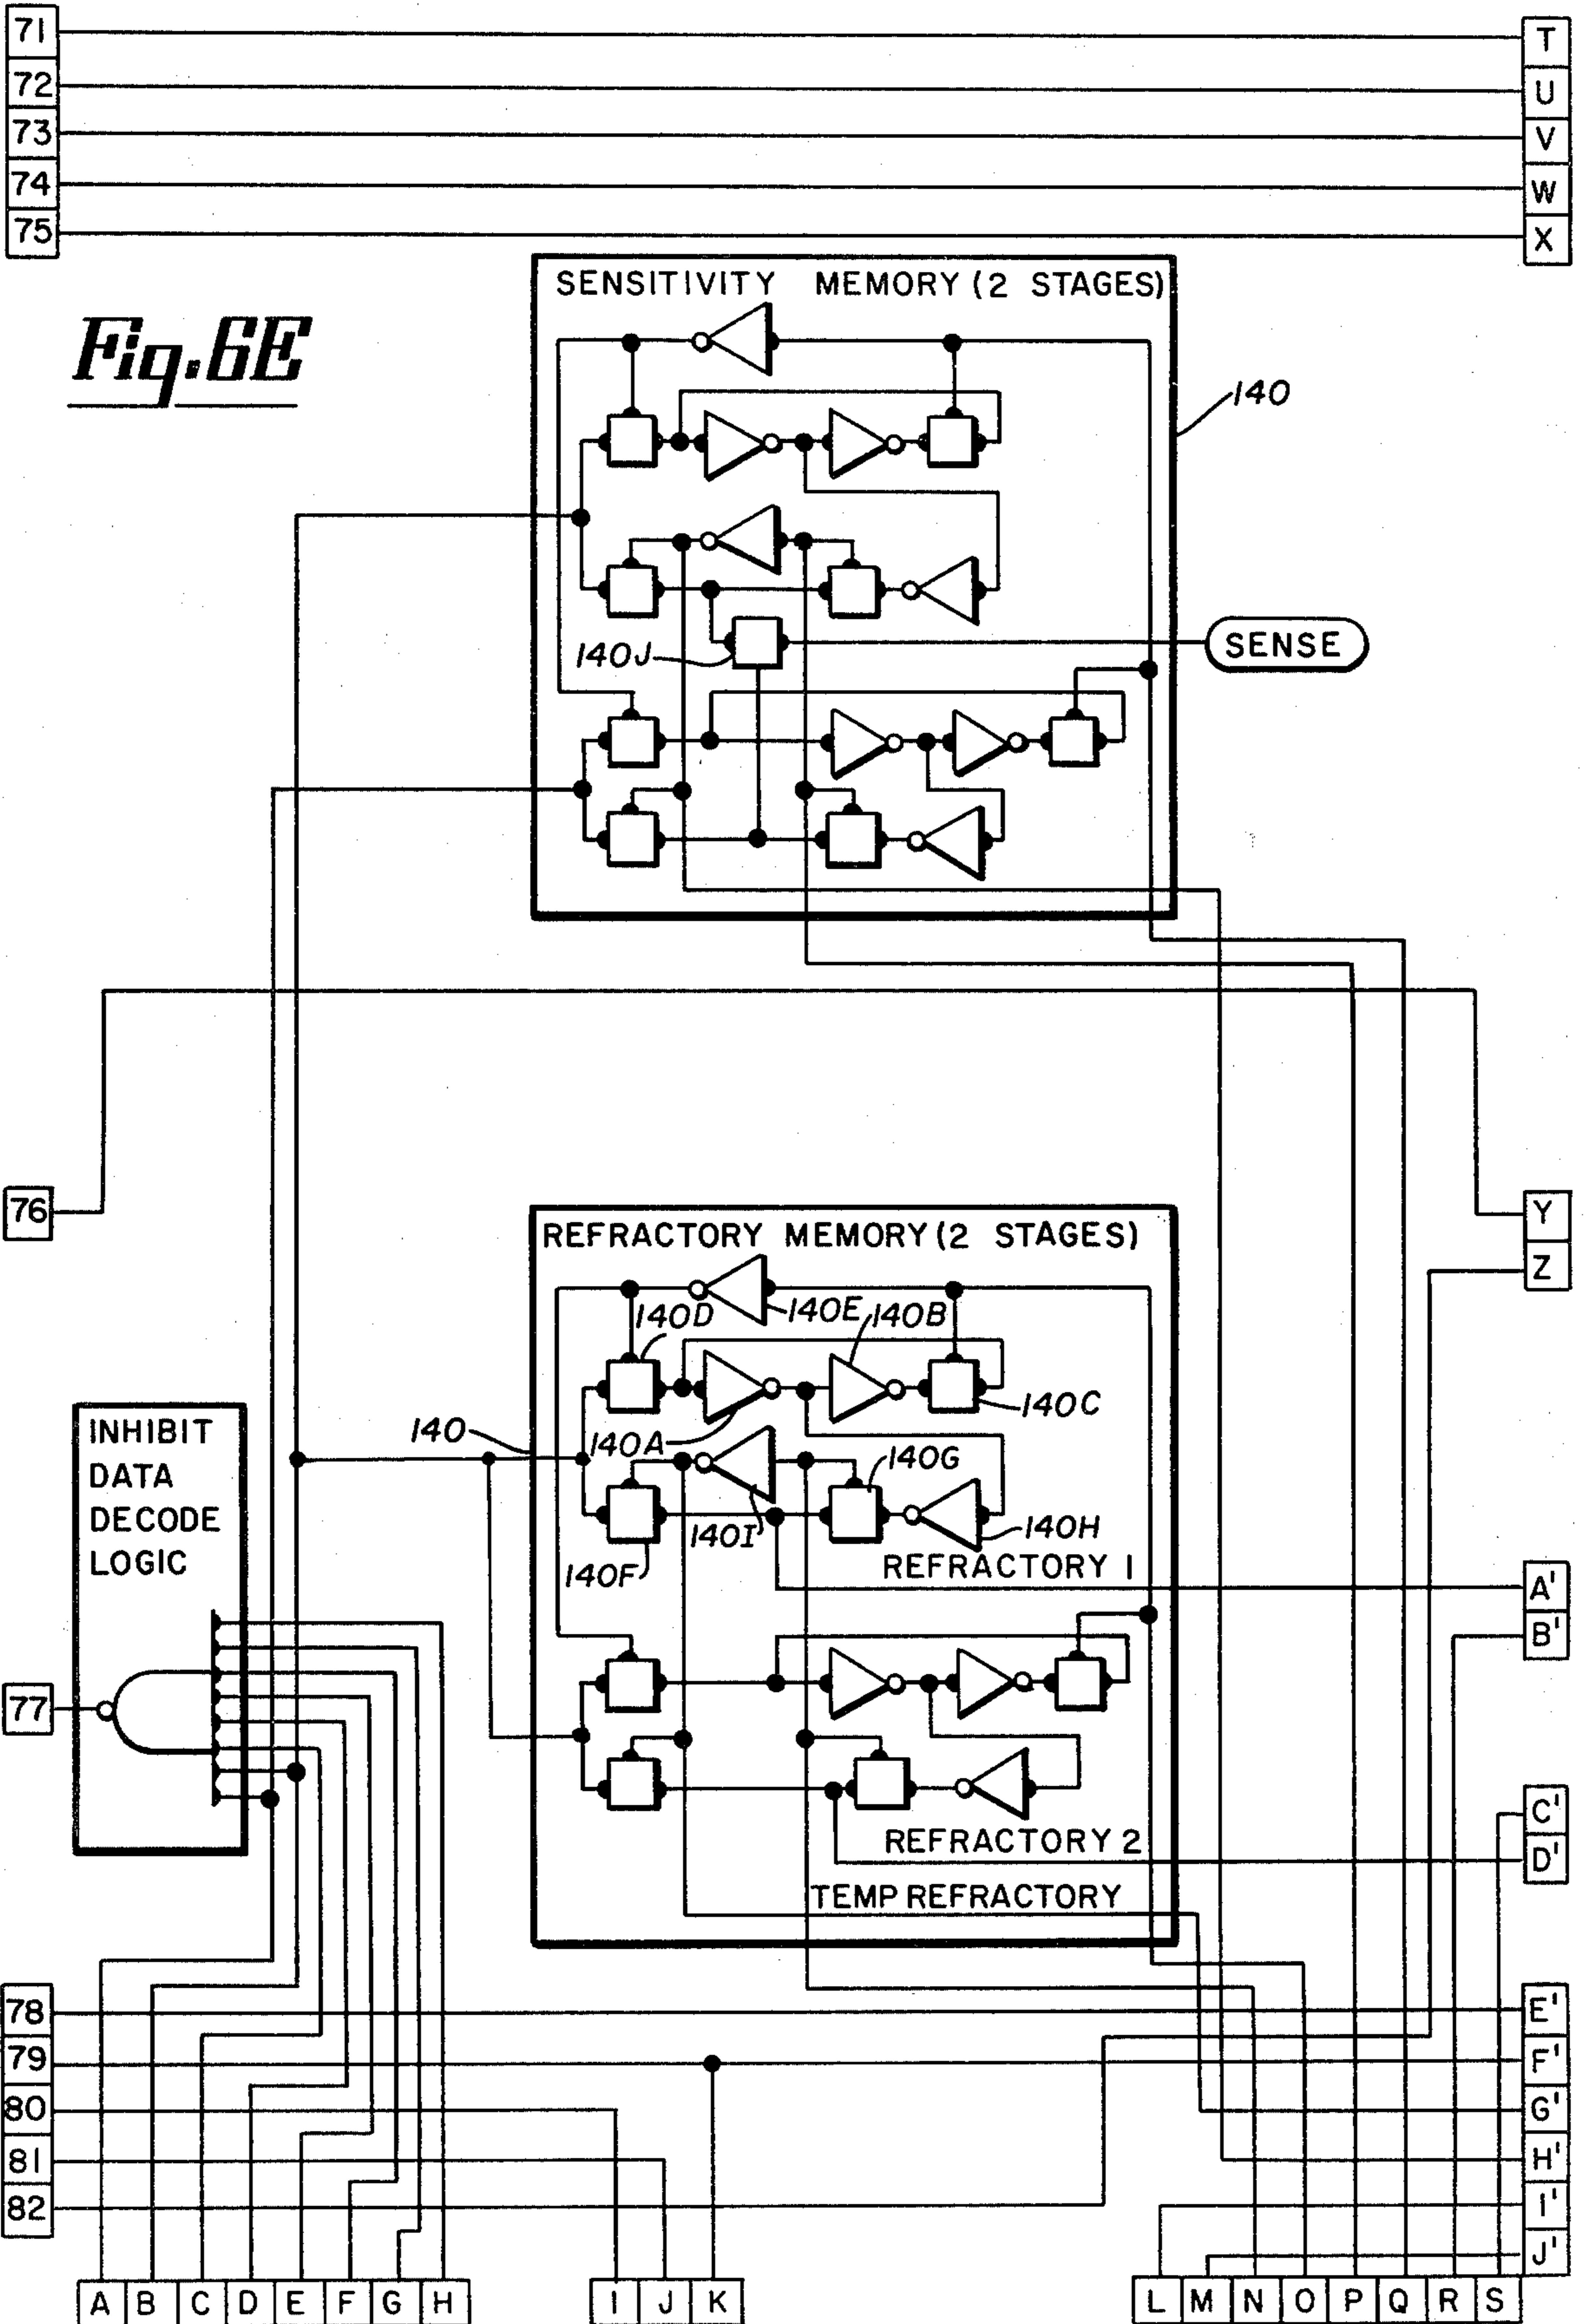 71
T
72
U
73
V
74
W
75
X
Fig. 6E
SENSITIVITY MEMORY (2 STAGES)
140
140J
SENSE
76
Y
Z
REFRACTORY MEMORY (2 STAGES)
140D
140E
140B
140C
140
140A
140G
140I
140H
140F
REFRACTORY 1
INHIBIT
DATA
DECODE
LOGIC
A'
B'
77
C'
D'
REFRACTORY 2
TEMP REFRACTORY
78
E'
79
F'
80
G'
81
H'
82
I'
J'
A B C D E F G H
I J K
L M N O P Q R S